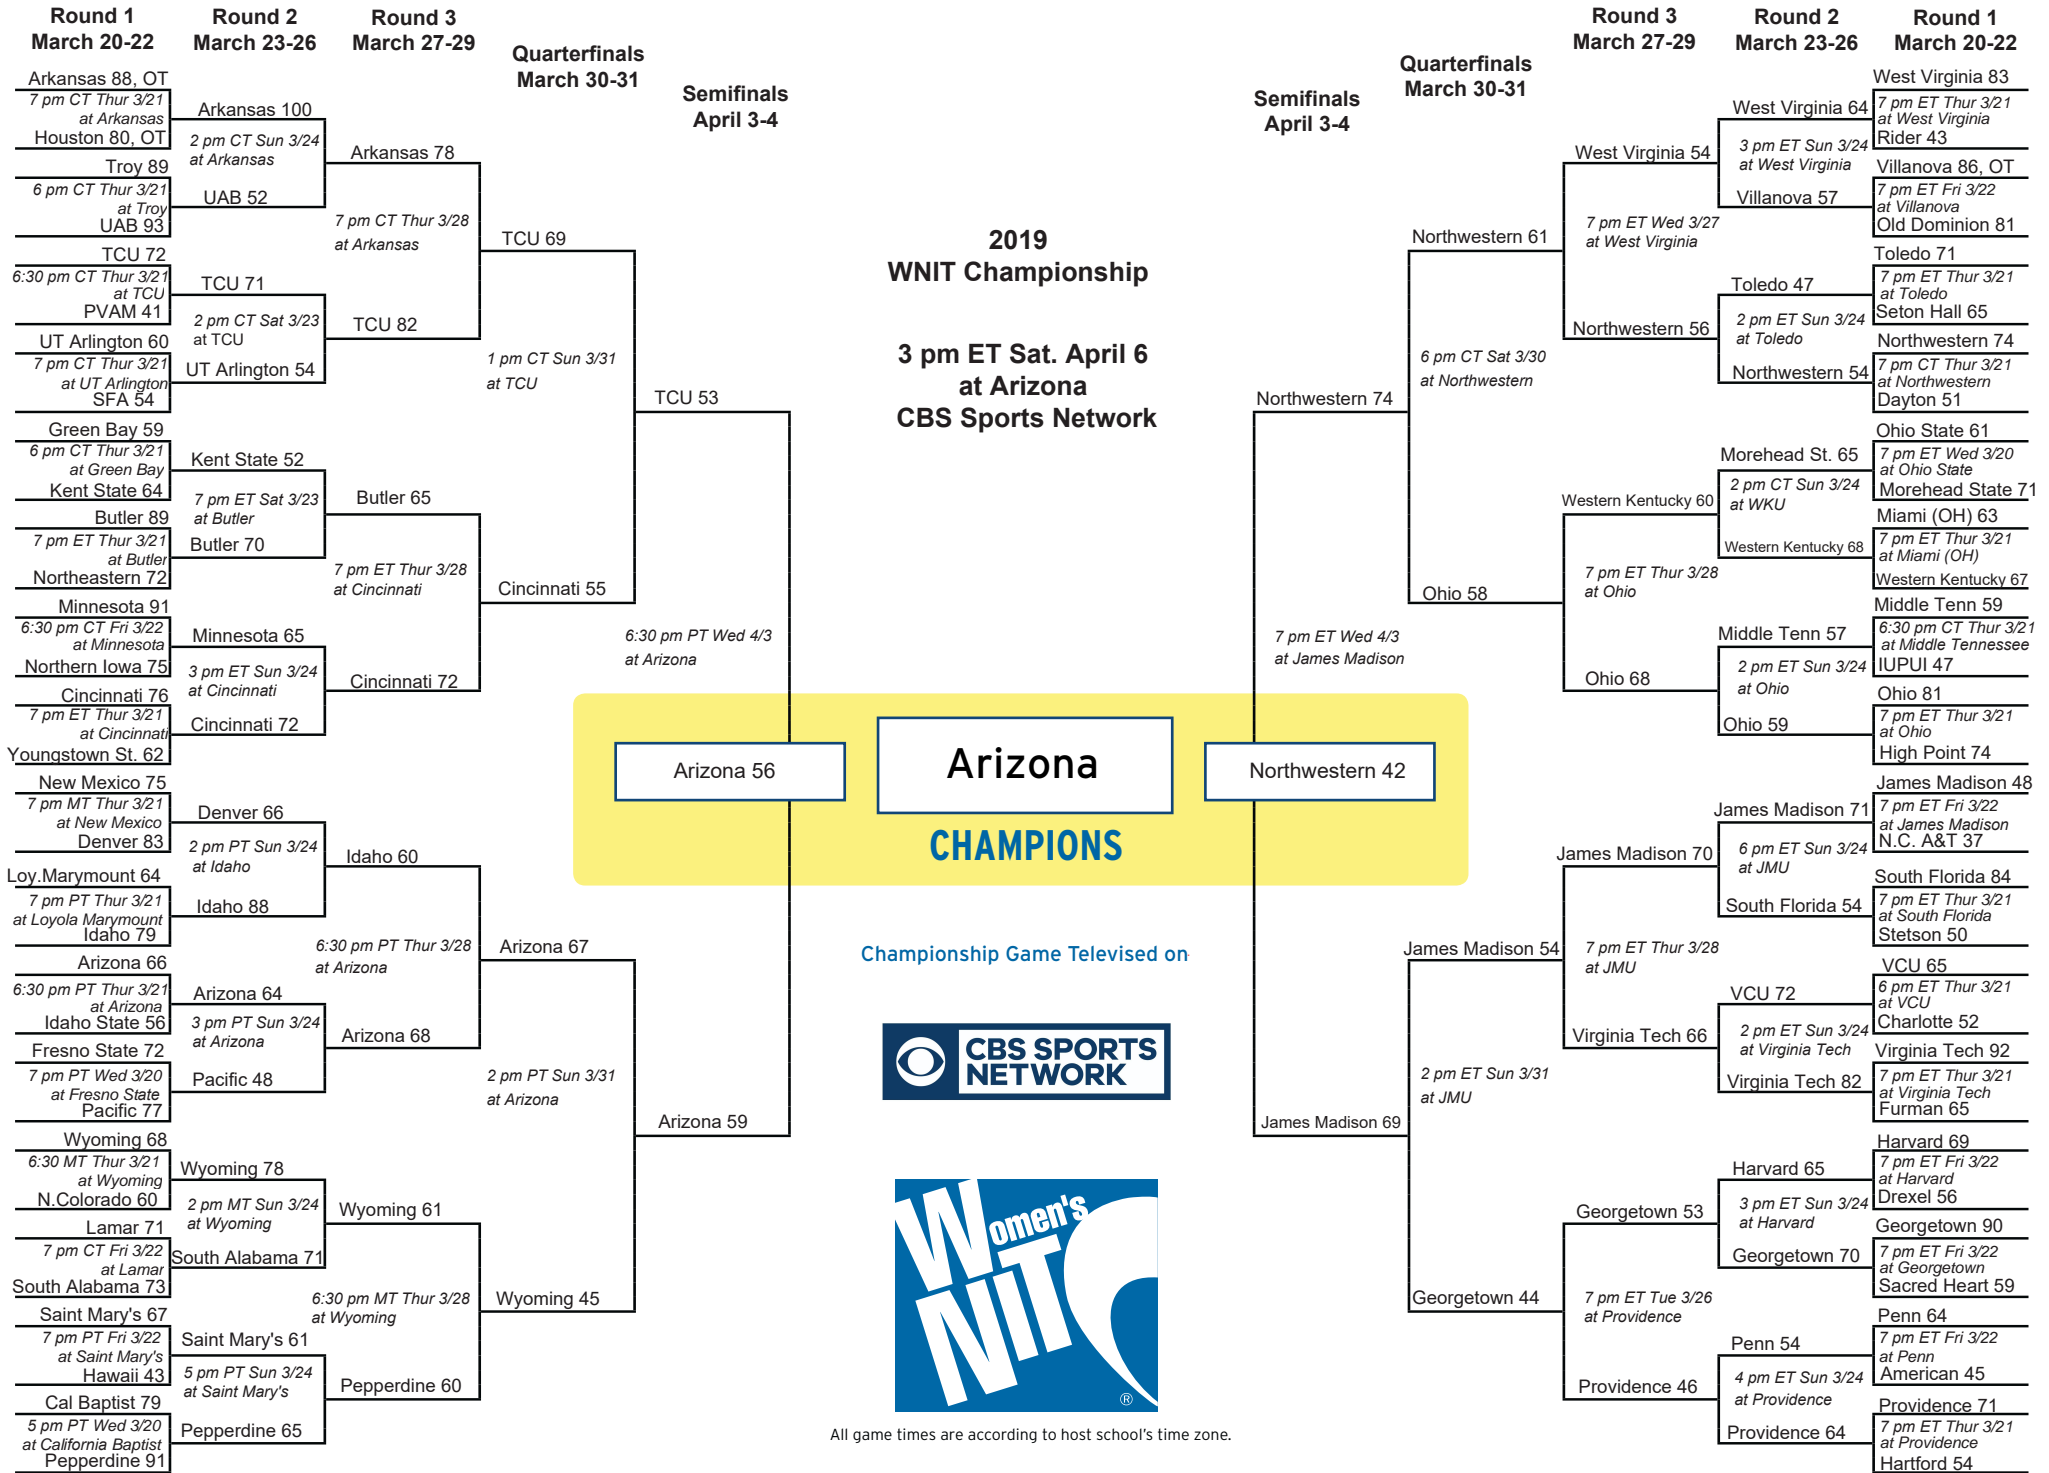 Round 1
March 20-22
Round 2
March 23-26
Round 3
March 27-29
Quarterfinals
March 30-31
Semifinals
April 3-4
Semifinals
April 3-4
Quarterfinals
March 30-31
Round 3
March 27-29
Round 2
March 23-26
Round 1
March 20-22
Arkansas 88, OT
7 pm CT Thur 3/21
at Arkansas
Houston 80, OT
Troy 89
6 pm CT Thur 3/21
at Troy
UAB 93
TCU 72
6:30 pm CT Thur 3/21
at TCU
PVAM 41
UT Arlington 60
7 pm CT Thur 3/21
at UT Arlington
SFA 54
Green Bay 59
6 pm CT Thur 3/21
at Green Bay
Kent State 64
Butler 89
7 pm ET Thur 3/21
at Butler
Northeastern 72
Minnesota 91
6:30 pm CT Fri 3/22
at Minnesota
Northern Iowa 75
Cincinnati 76
7 pm ET Thur 3/21
at Cincinnati
Youngstown St. 62
New Mexico 75
7 pm MT Thur 3/21
at New Mexico
Denver 83
Loy.Marymount 64
7 pm PT Thur 3/21
at Loyola Marymount
Idaho 79
Arizona 66
6:30 pm PT Thur 3/21
at Arizona
Idaho State 56
Fresno State 72
7 pm PT Wed 3/20
at Fresno State
Pacific 77
Wyoming 68
6:30 MT Thur 3/21
at Wyoming
N.Colorado 60
Lamar 71
7 pm CT Fri 3/22
at Lamar
South Alabama 73
Saint Mary's 67
7 pm PT Fri 3/22
at Saint Mary's
Hawaii 43
Cal Baptist 79
5 pm PT Wed 3/20
at California Baptist
Pepperdine 91
Arkansas 100
2 pm CT Sun 3/24
at Arkansas
UAB 52
TCU 71
2 pm CT Sat 3/23
at TCU
UT Arlington 54
Kent State 52
7 pm ET Sat 3/23
at Butler
Butler 70
Minnesota 65
3 pm ET Sun 3/24
at Cincinnati
Cincinnati 72
Denver 66
2 pm PT Sun 3/24
at Idaho
Idaho 88
Arizona 64
3 pm PT Sun 3/24
at Arizona
Pacific 48
Wyoming 78
2 pm MT Sun 3/24
at Wyoming
South Alabama 71
Saint Mary's 61
5 pm PT Sun 3/24
at Saint Mary's
Pepperdine 65
Arkansas 78
7 pm CT Thur 3/28
at Arkansas
TCU 82
Butler 65
7 pm ET Thur 3/28
at Cincinnati
Cincinnati 72
Idaho 60
6:30 pm PT Thur 3/28
at Arizona
Arizona 68
Wyoming 61
6:30 pm MT Thur 3/28
at Wyoming
Pepperdine 60
TCU 69
1 pm CT Sun 3/31
at TCU
Cincinnati 55
Arizona 67
2 pm PT Sun 3/31
at Arizona
Wyoming 45
TCU 53
6:30 pm PT Wed 4/3
at Arizona
Arizona 59
2019
WNIT Championship
3 pm ET Sat. April 6
at Arizona
CBS Sports Network
Arizona 56
Arizona
Northwestern 42
CHAMPIONS
Championship Game Televised on
CBS SPORTS
NETWORK
Women's
NiT
®
All game times are according to host school's time zone.
Northwestern 74
7 pm ET Wed 4/3
at James Madison
James Madison 69
Northwestern 61
6 pm CT Sat 3/30
at Northwestern
Ohio 58
James Madison 54
2 pm ET Sun 3/31
at JMU
Georgetown 44
West Virginia 54
7 pm ET Wed 3/27
at West Virginia
Northwestern 56
Western Kentucky 60
7 pm ET Thur 3/28
at Ohio
Ohio 68
James Madison 70
7 pm ET Thur 3/28
at JMU
Virginia Tech 66
Georgetown 53
7 pm ET Tue 3/26
at Providence
Providence 46
West Virginia 64
3 pm ET Sun 3/24
at West Virginia
Villanova 57
Toledo 47
2 pm ET Sun 3/24
at Toledo
Northwestern 54
Morehead St. 65
2 pm CT Sun 3/24
at WKU
Western Kentucky 68
Middle Tenn 57
2 pm ET Sun 3/24
at Ohio
Ohio 59
James Madison 71
6 pm ET Sun 3/24
at JMU
South Florida 54
VCU 72
2 pm ET Sun 3/24
at Virginia Tech
Virginia Tech 82
Harvard 65
3 pm ET Sun 3/24
at Harvard
Georgetown 70
Penn 54
4 pm ET Sun 3/24
at Providence
Providence 64
West Virginia 83
7 pm ET Thur 3/21
at West Virginia
Rider 43
Villanova 86, OT
7 pm ET Fri 3/22
at Villanova
Old Dominion 81
Toledo 71
7 pm ET Thur 3/21
at Toledo
Seton Hall 65
Northwestern 74
7 pm CT Thur 3/21
at Northwestern
Dayton 51
Ohio State 61
7 pm ET Wed 3/20
at Ohio State
Morehead State 71
Miami (OH) 63
7 pm ET Thur 3/21
at Miami (OH)
Western Kentucky 67
Middle Tenn 59
6:30 pm CT Thur 3/21
at Middle Tennessee
IUPUI 47
Ohio 81
7 pm ET Thur 3/21
at Ohio
High Point 74
James Madison 48
7 pm ET Fri 3/22
at James Madison
N.C. A&T 37
South Florida 84
7 pm ET Thur 3/21
at South Florida
Stetson 50
VCU 65
6 pm ET Thur 3/21
at VCU
Charlotte 52
Virginia Tech 92
7 pm ET Thur 3/21
at Virginia Tech
Furman 65
Harvard 69
7 pm ET Fri 3/22
at Harvard
Drexel 56
Georgetown 90
7 pm ET Fri 3/22
at Georgetown
Sacred Heart 59
Penn 64
7 pm ET Fri 3/22
at Penn
American 45
Providence 71
7 pm ET Thur 3/21
at Providence
Hartford 54